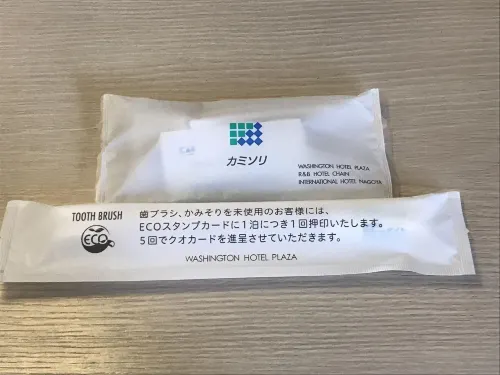 カミソリ
WASHINGTON HOTEL PLAZA
R&B HOTEL CHAIN
INTERNATIONAL HOTEL NAGOYA
TOOTH BRUSH
ECO
歯ブラシ、かみそりを未使用のお客様には、
ECOスタンプカードに1泊につき1回押印いたします。
5回でクオカードを進呈させていただきます。
WASHINGTON HOTEL PLAZA